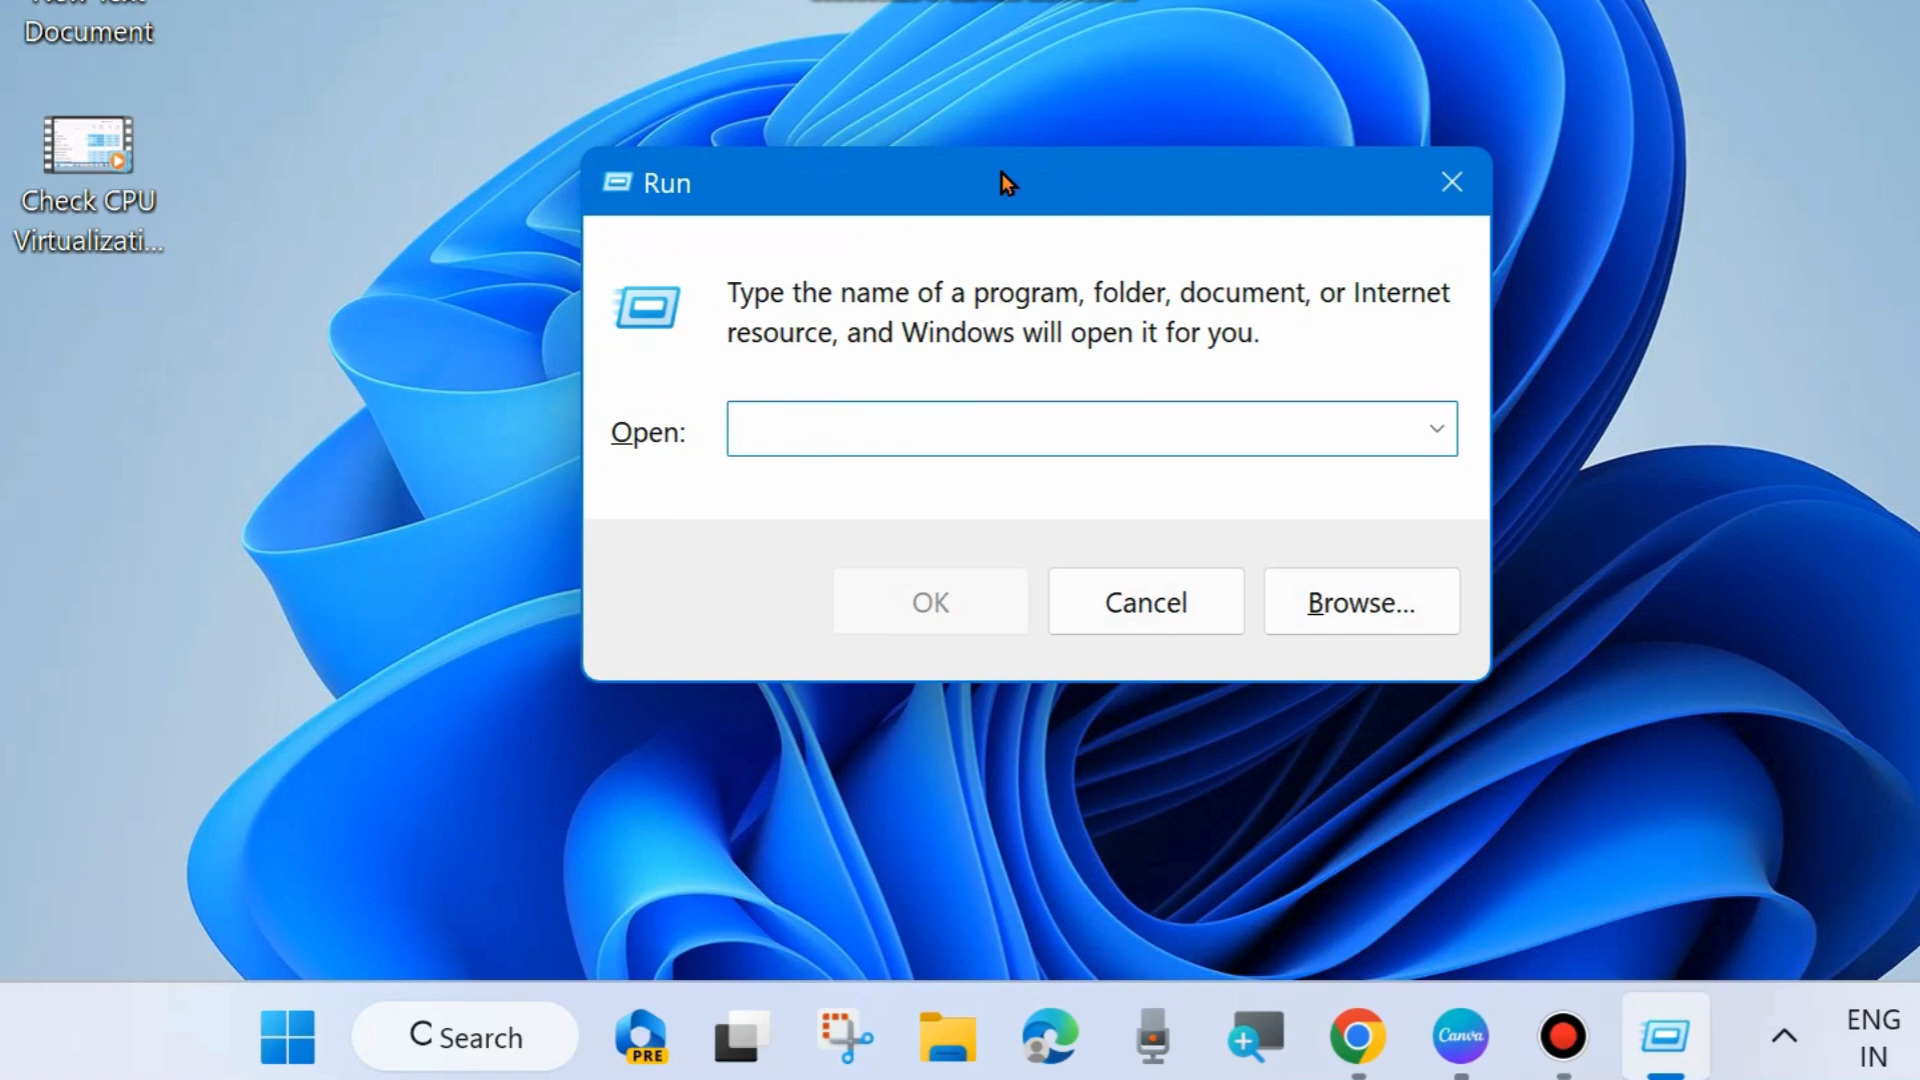 Document
Check CPU
Virtualizati...
Run
Type the name of a program, folder, document, or Internet
resource, and Windows will open it for you.
Open:
OK
Cancel
Browse...
Search
PRE
Canva
ENG
IN